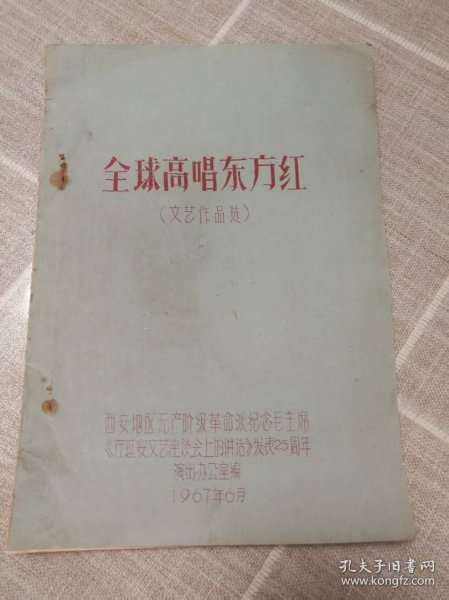 全球高唱东方红
(文艺作品选)
西安地区无产阶级革命派纪念毛主席
《在延安文艺座谈会上的讲话》发表25周年
演出办公室编
1967年6月
孔夫子旧书网
www.kongfz.com